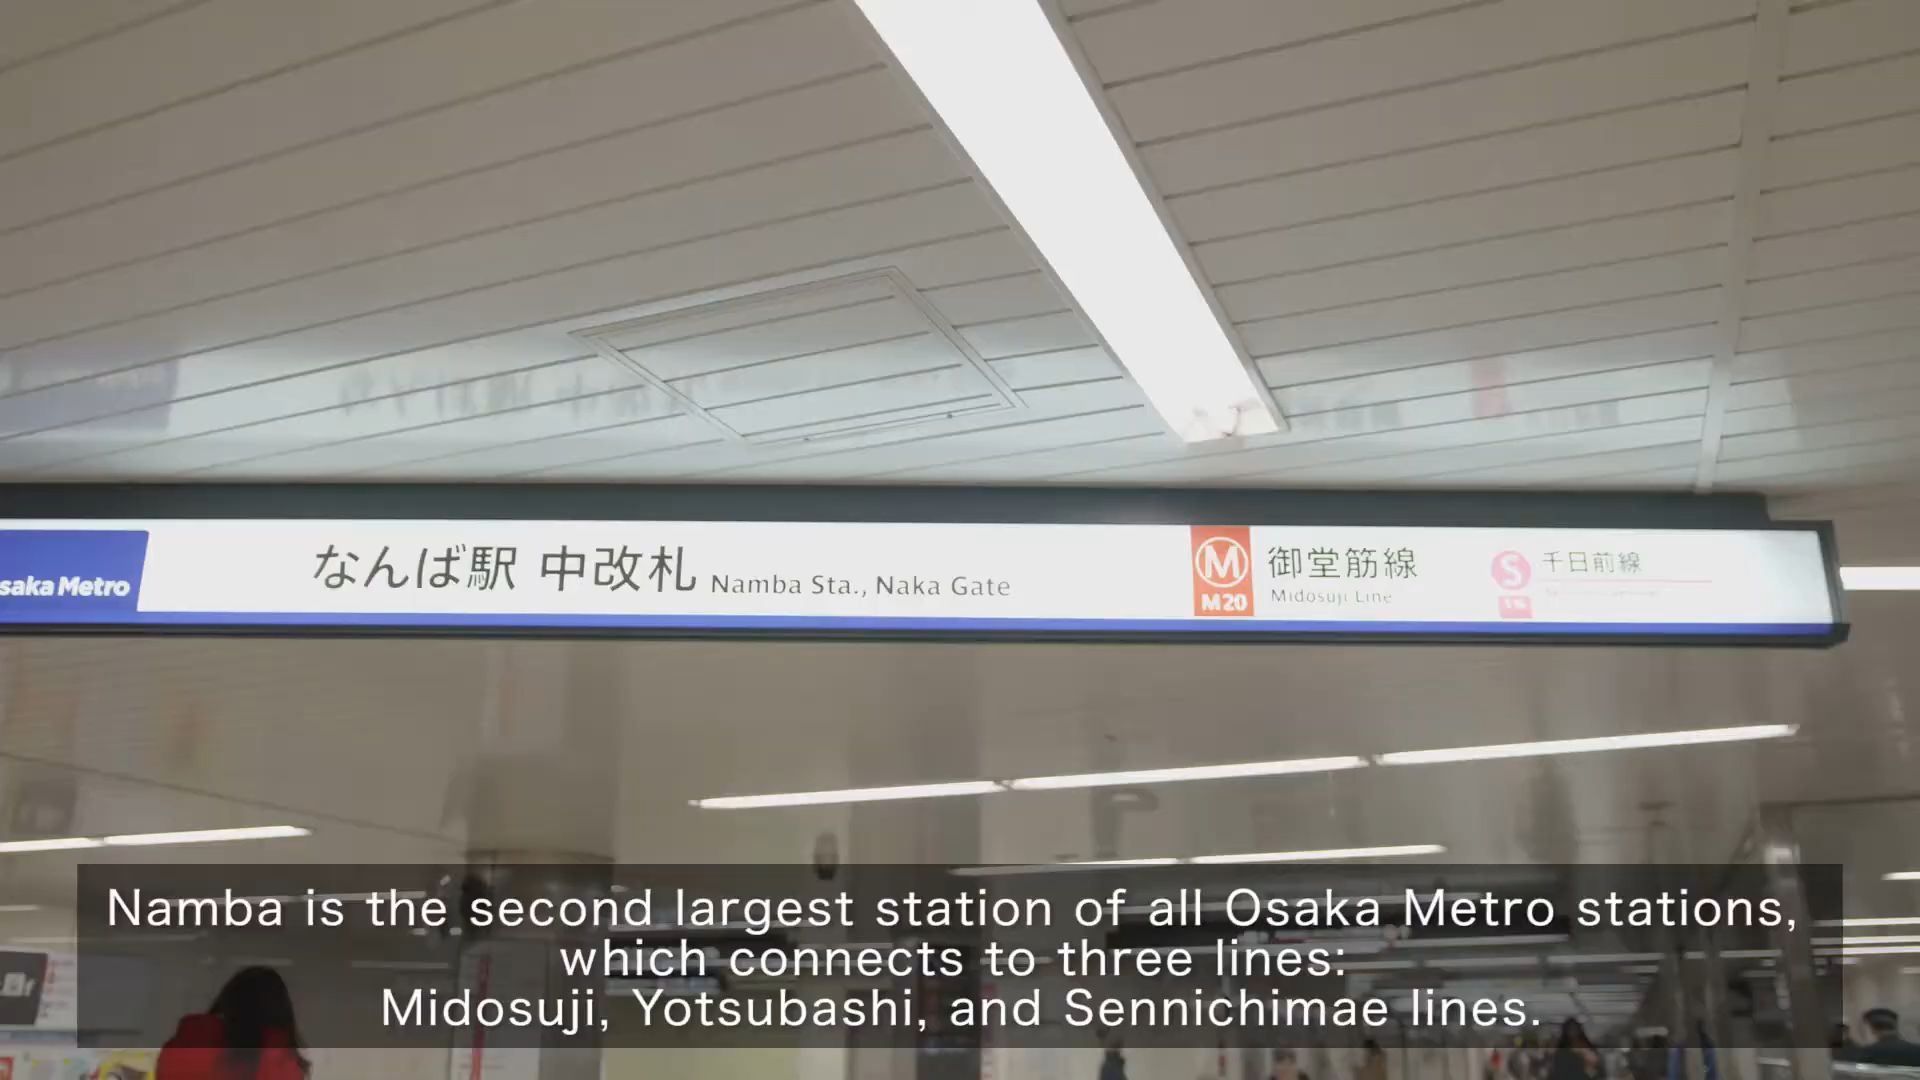 saka Metro
なんば駅 中改札 Namba Sta., Naka Gate
M
M20
御堂筋線
Midosuji Line
S
千日前線
Namba is the second largest station of all Osaka Metro stations,
which connects to three lines:
Midosuji, Yotsubashi, and Sennichimae lines.